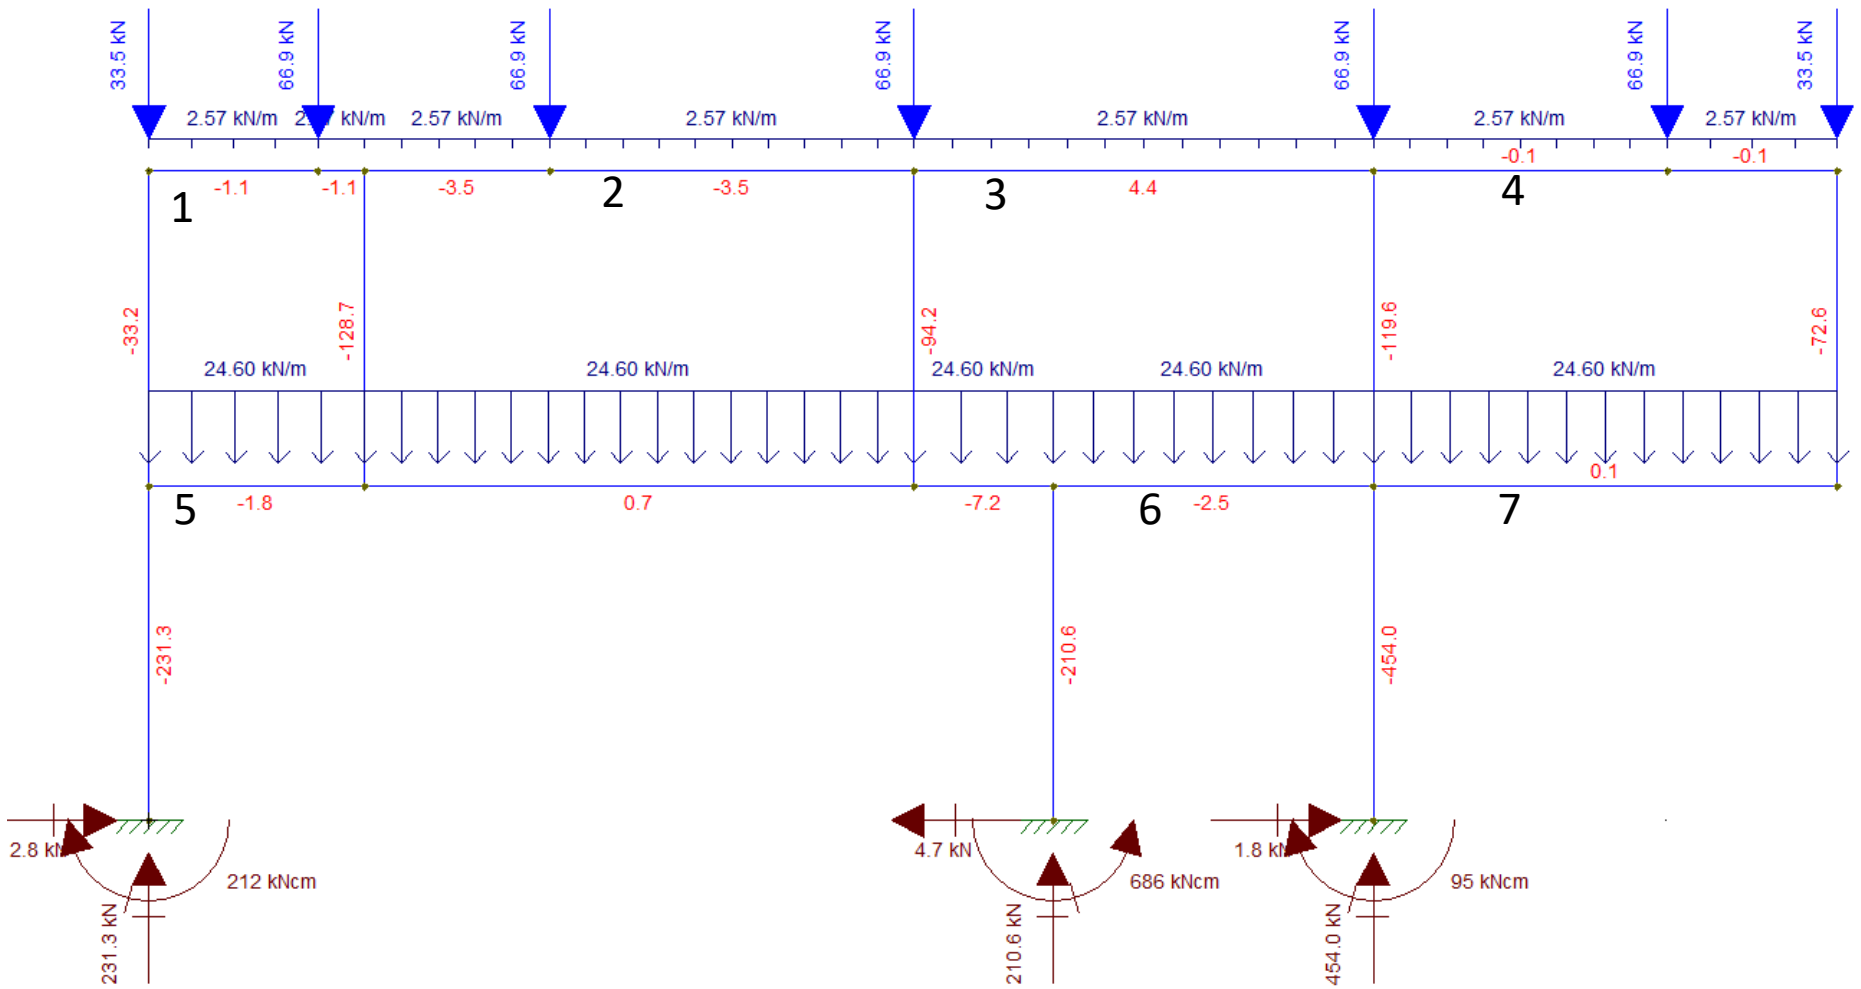 33.5 kN
66.9 kN
66.9 kN
66.9 kN
66.9 kN
66.9 kN
33.5 kN
2.57 kN/m
kN/m
2.57 kN/m
2.57 kN/m
2.57 kN/m
2.57 kN/m
2.57 kN/m
-0.1
-0.1
-1.1
-1.1
-3.5
-3.5
4.4
1
2
3
4
-33.2
-128.7
-94.2
-119.6
-72.6
24.60 kN/m
24.60 kN/m
24.60 kN/m
24.60 kN/m
24.60 kN/m
0.1
5
-1.8
0.7
-7.2
6
-2.5
7
-231.3
-210.6
-454.0
2.8 kN
212 kNcm
231.3 kN
4.7 kN
686 kNcm
210.6 kN
1.8 kN
95 kNcm
454.0 kN